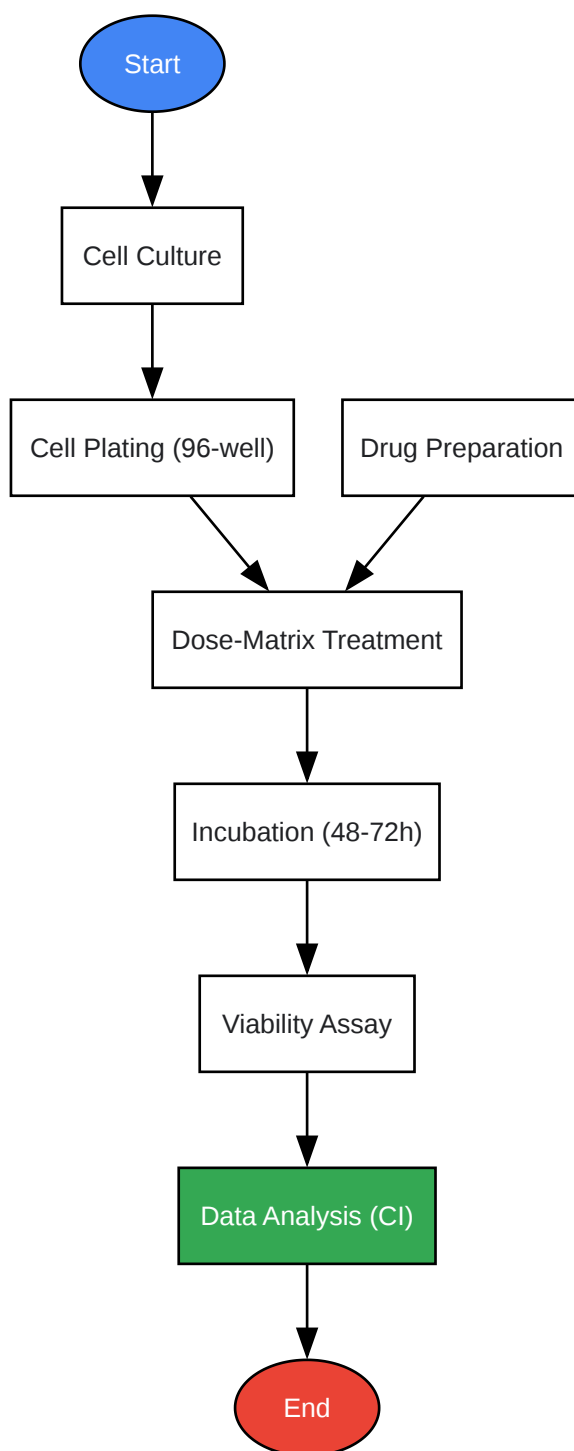 Start
Cell Culture
Cell Plating (96-well)
Drug Preparation
Dose-Matrix Treatment
Incubation (48-72h)
Viability Assay
Data Analysis (CI)
End